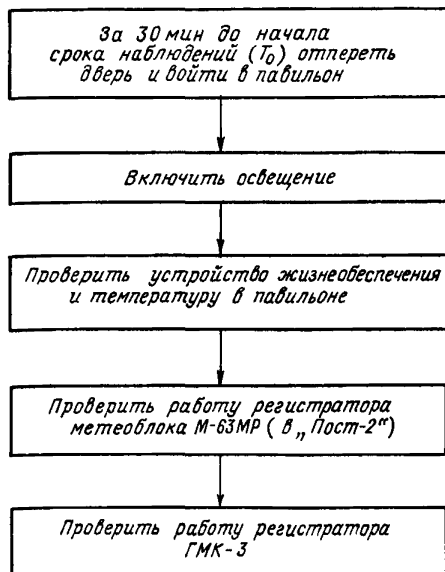 За 30 мин до начала
срока наблюдений (T₀) отпереть
дверь и войти в павильон
Включить освещение
Проверить устройство жизнеобеспечения
и температуру в павильоне
Проверить работу регистратора
метеоблока М-63МР (в „Пост-2“)
Проверить работу регистратора
ГМК-3